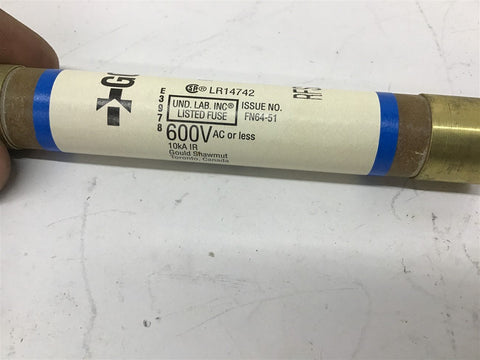 LR14742
E3978
UND. LAB. INC®
LISTED FUSE
ISSUE NO.
FN64-51
600V AC or less
10kA IR
Gould Shawmut
Toronto, Canada